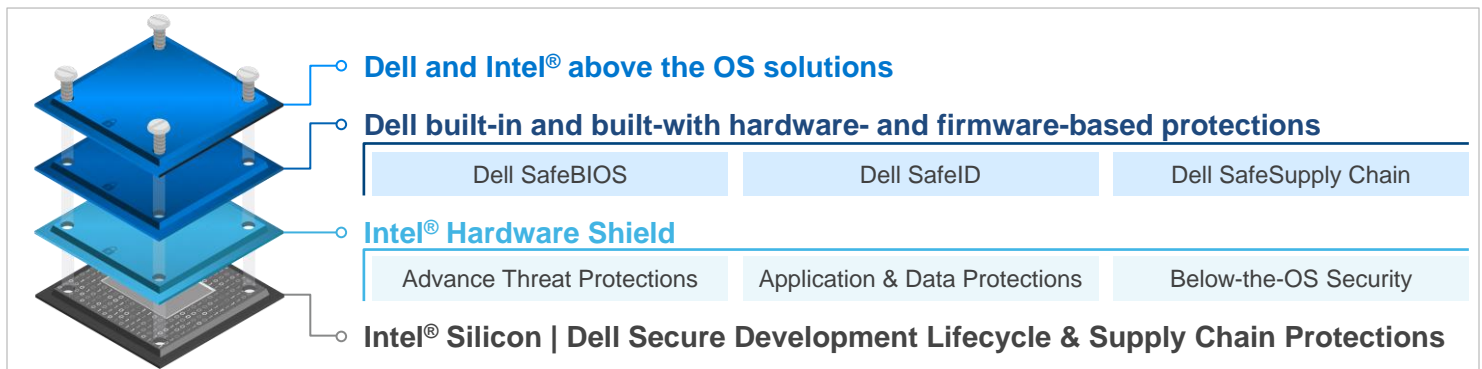 Dell and Intel® above the OS solutions
Dell built-in and built-with hardware- and firmware-based protections
Dell SafeBIOS
Dell SafeID
Dell SafeSupply Chain
Intel® Hardware Shield
Advance Threat Protections
Application & Data Protections
Below-the-OS Security
Intel® Silicon | Dell Secure Development Lifecycle & Supply Chain Protections